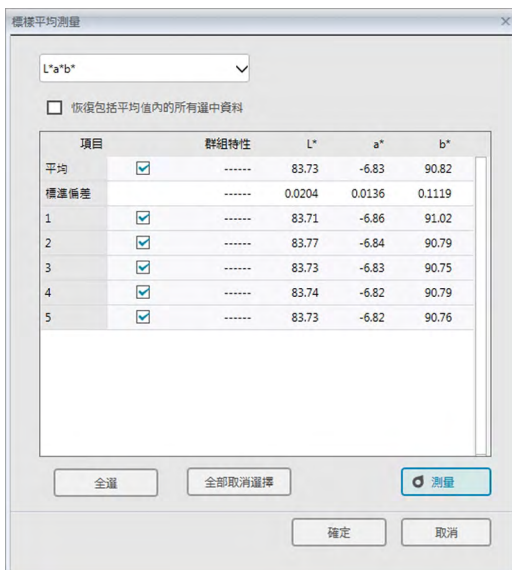 標樣平均測量
L*a*b*
恢復包括平均值內的所有選中資料
項目 群組特性 L* a* b*
平均 ------ 83.73 -6.83 90.82
標準偏差 ------ 0.0204 0.0136 0.1119
1 ------ 83.71 -6.86 91.02
2 ------ 83.77 -6.84 90.79
3 ------ 83.73 -6.83 90.75
4 ------ 83.74 -6.82 90.79
5 ------ 83.73 -6.82 90.76
全選 全部取消選擇 測量
確定 取消